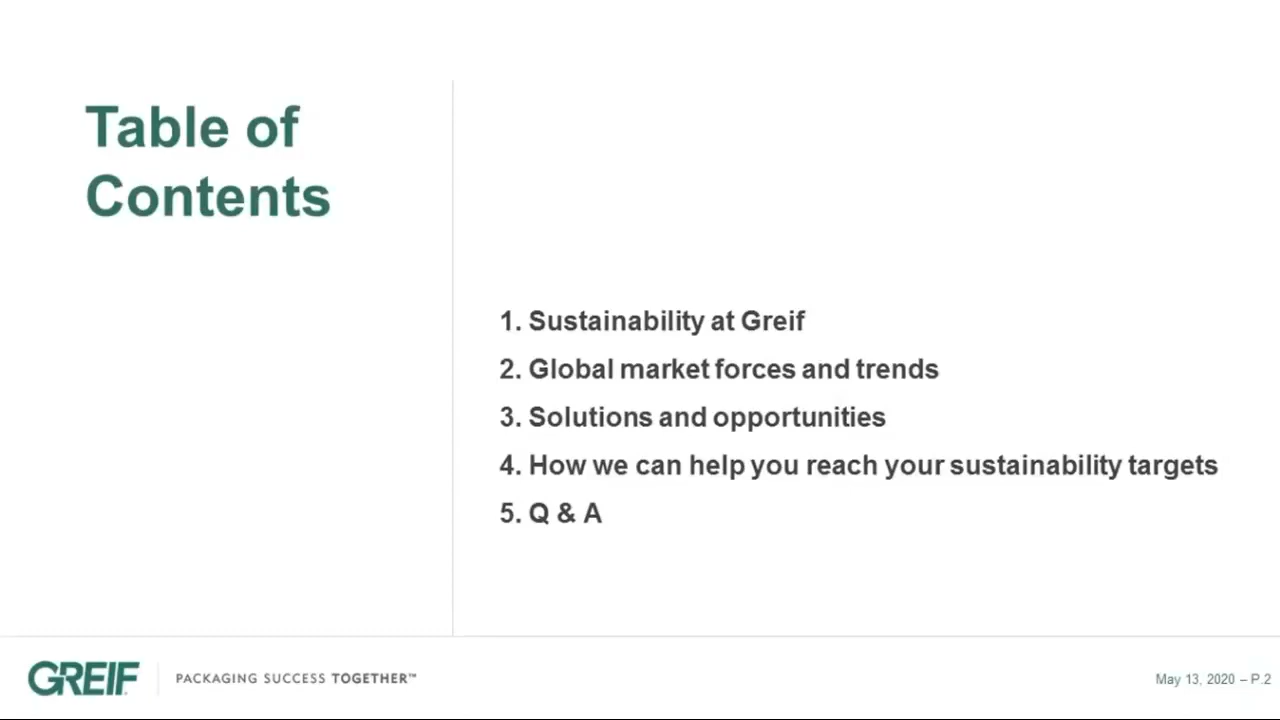 Table of
Contents
1. Sustainability at Greif
2. Global market forces and trends
3. Solutions and opportunities
4. How we can help you reach your sustainability targets
5. Q & A
GREIF
PACKAGING SUCCESS TOGETHER™
May 13, 2020 – P.2